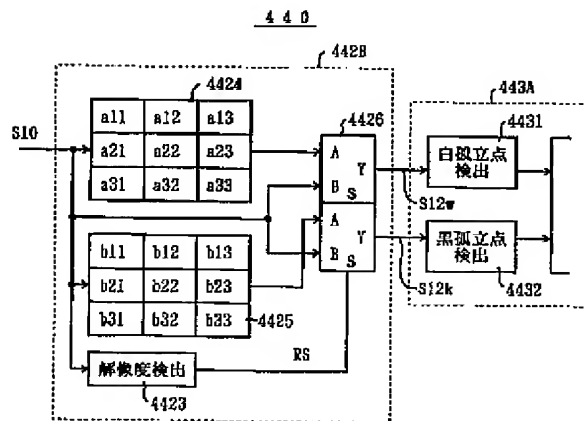 440
442B
4424
443A
a11 a12 a13
4426
4431
S10
a21 a22 a23
A
Y
白孤立点
検出
a31 a32 a33
B
S
S12w
A
Y
黒孤立点
検出
b11 b12 b13
B
S
b21 b22 b23
S12k
4432
b31 b32 b33
4425
RS
解像度検出
4423